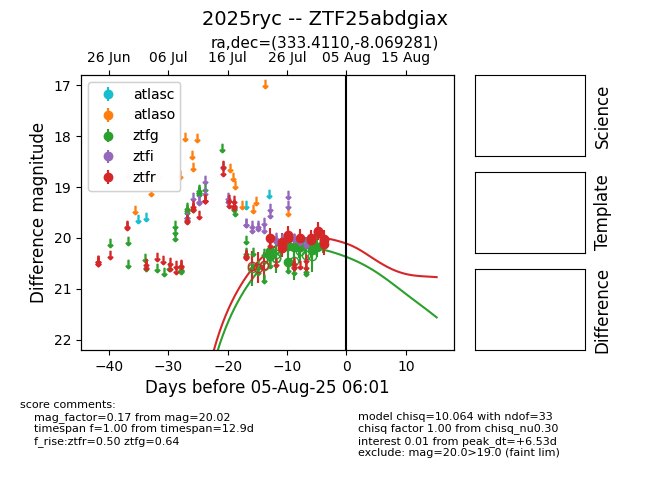 2025ryc -- ZTF25abdgiax
ra,dec=(333.4110,-8.069281)
26 Jun 06 Jul 16 Jul 26 Jul 05 Aug 15 Aug
17
18
19
20
21
22
Difference magnitude
atlasc
atlaso
ztfg
ztfi
ztfr
−40 −30 −20 −10 0 10
Days before 05-Aug-25 06:01
Science
Template
Difference
score comments:
mag_factor=0.17 from mag=20.02
timespan f=1.00 from timespan=12.9d
f_rise:ztfr=0.50 ztfg=0.64
model chisq=10.064 with ndof=33
chisq factor 1.00 from chisq_nu0.30
interest 0.01 from peak_dt=+6.53d
exclude: mag=20.0>19.0 (faint lim)